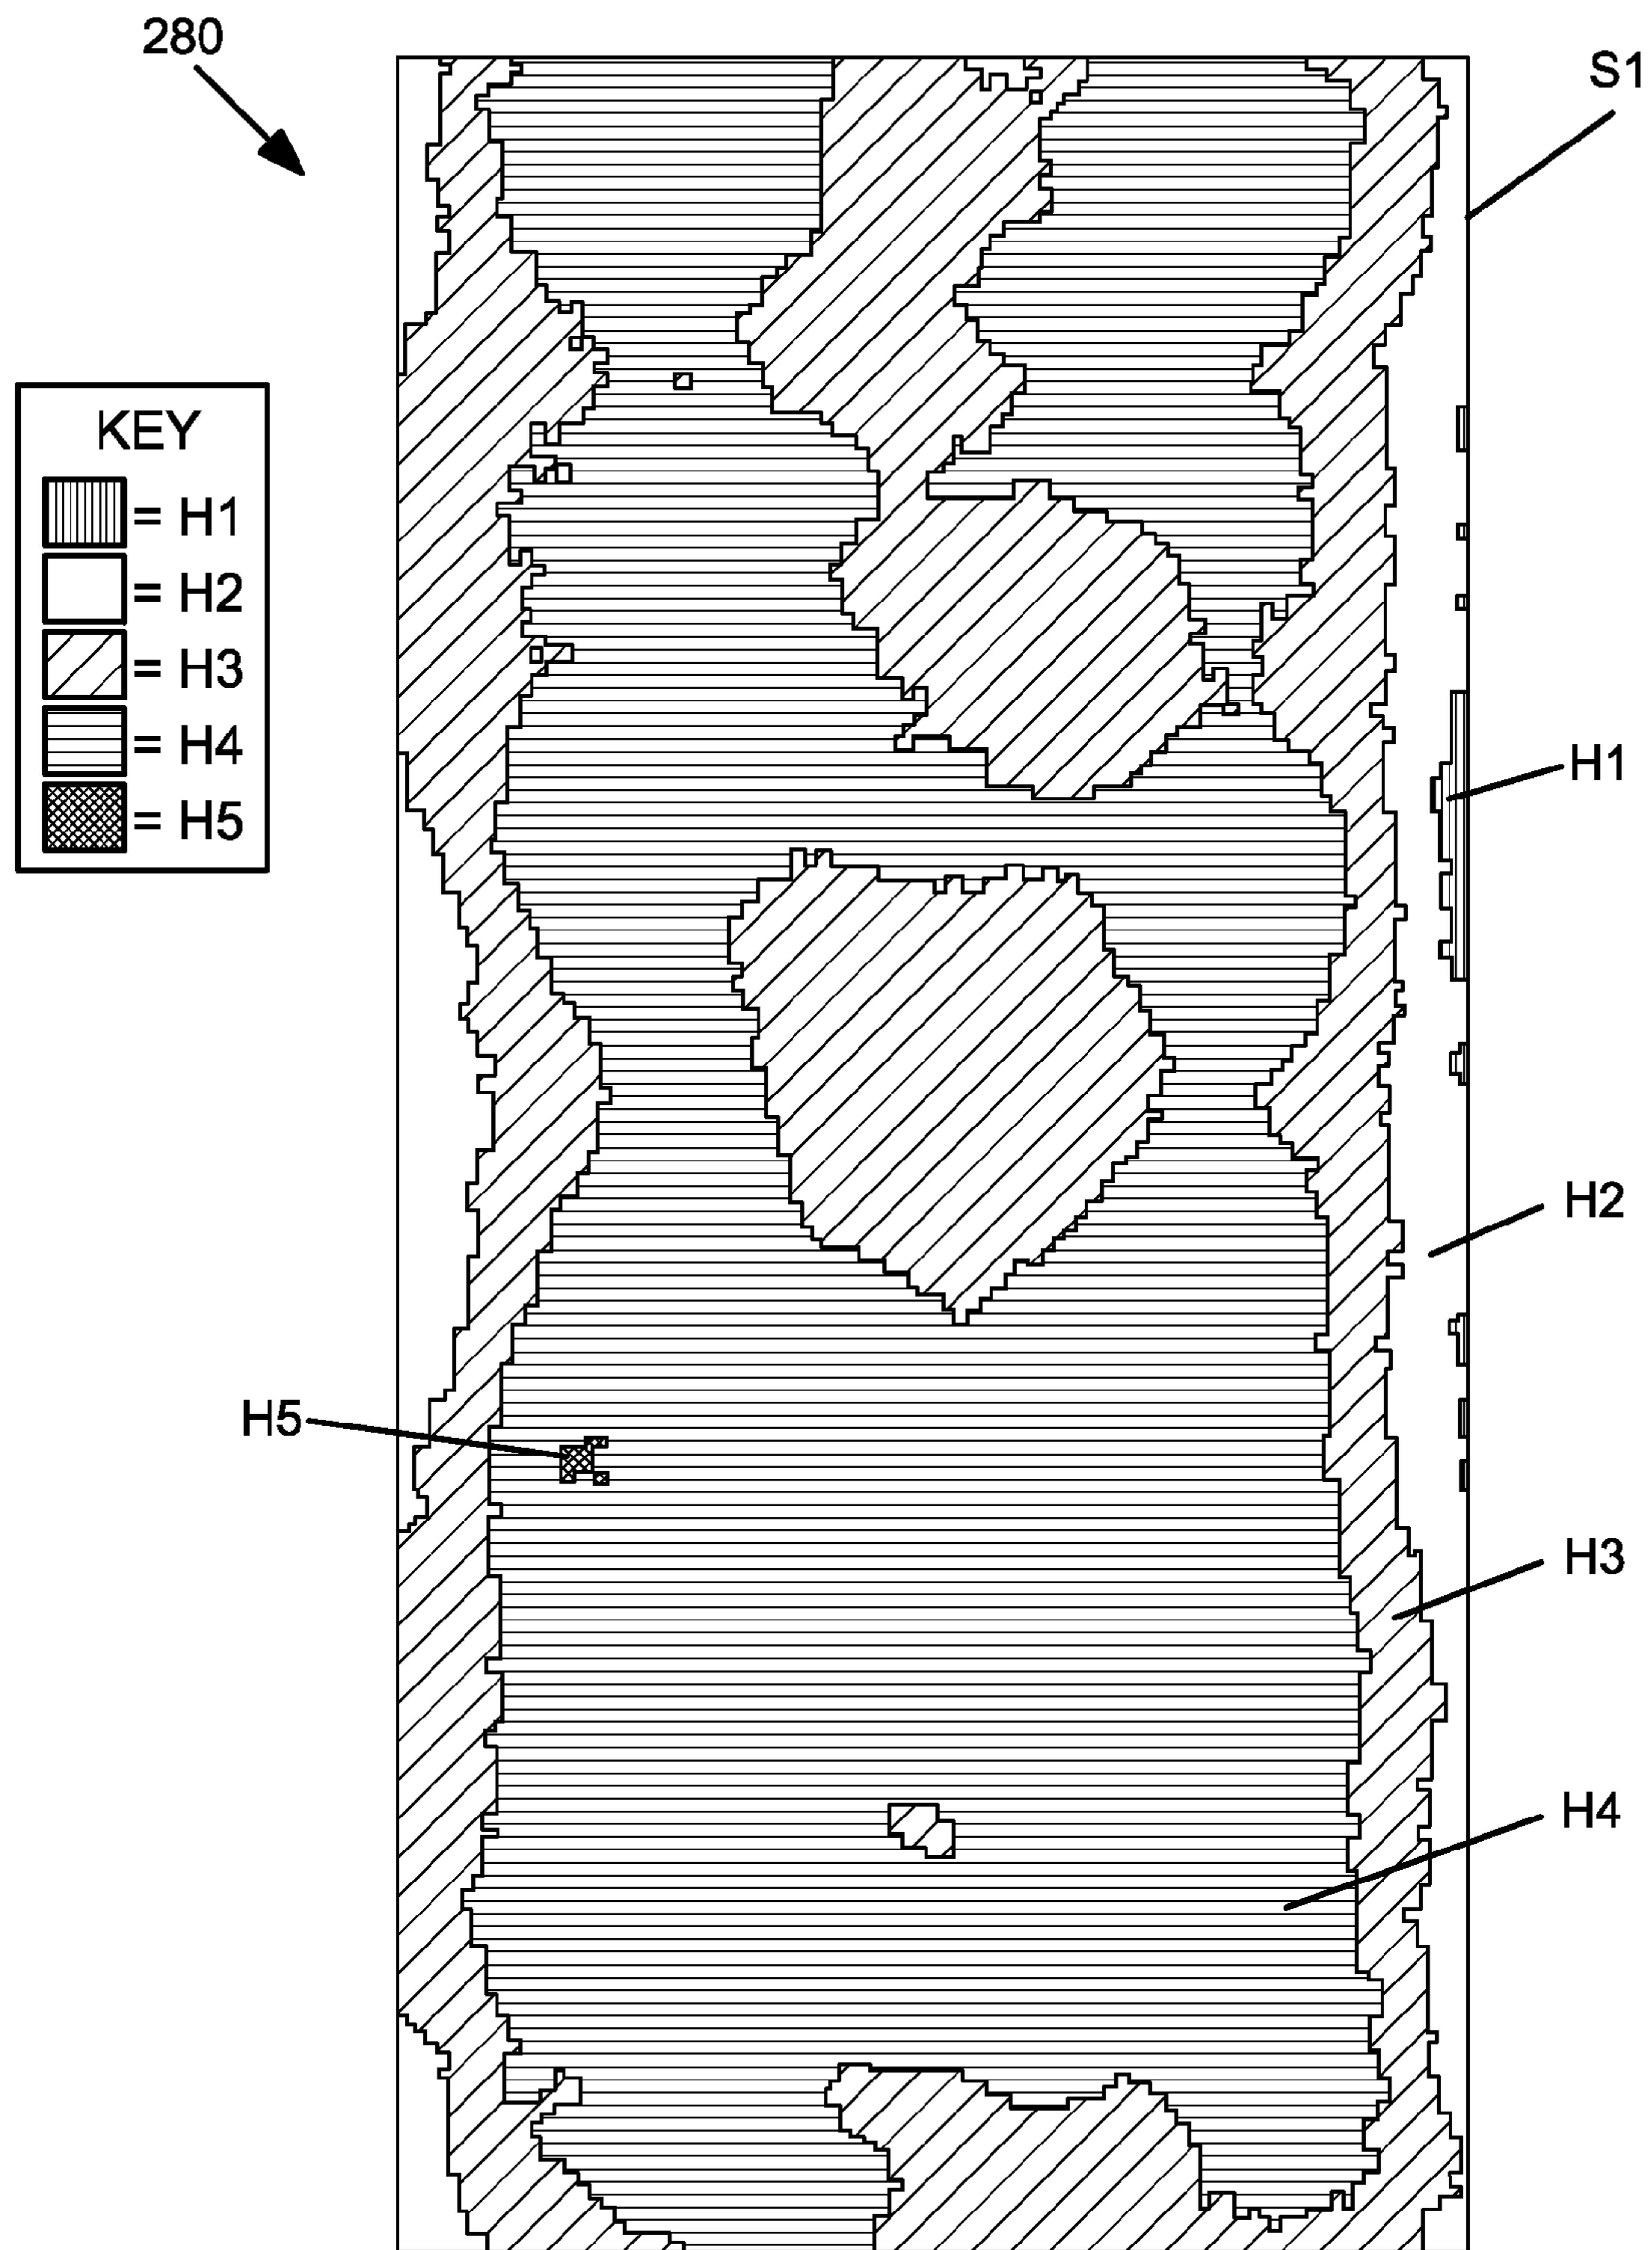 280
S1
KEY
= H1
= H2
= H3
= H4
= H5
H1
H2
H5
H3
H4